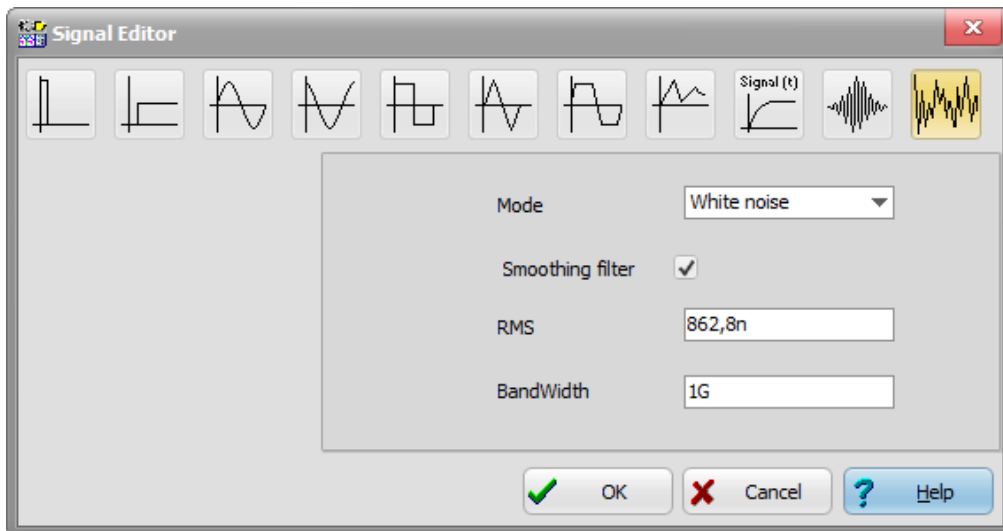 Signal Editor
Signal (t)
Mode
White noise
Smoothing filter
RMS
862,8n
BandWidth
1G
OK
Cancel
Help